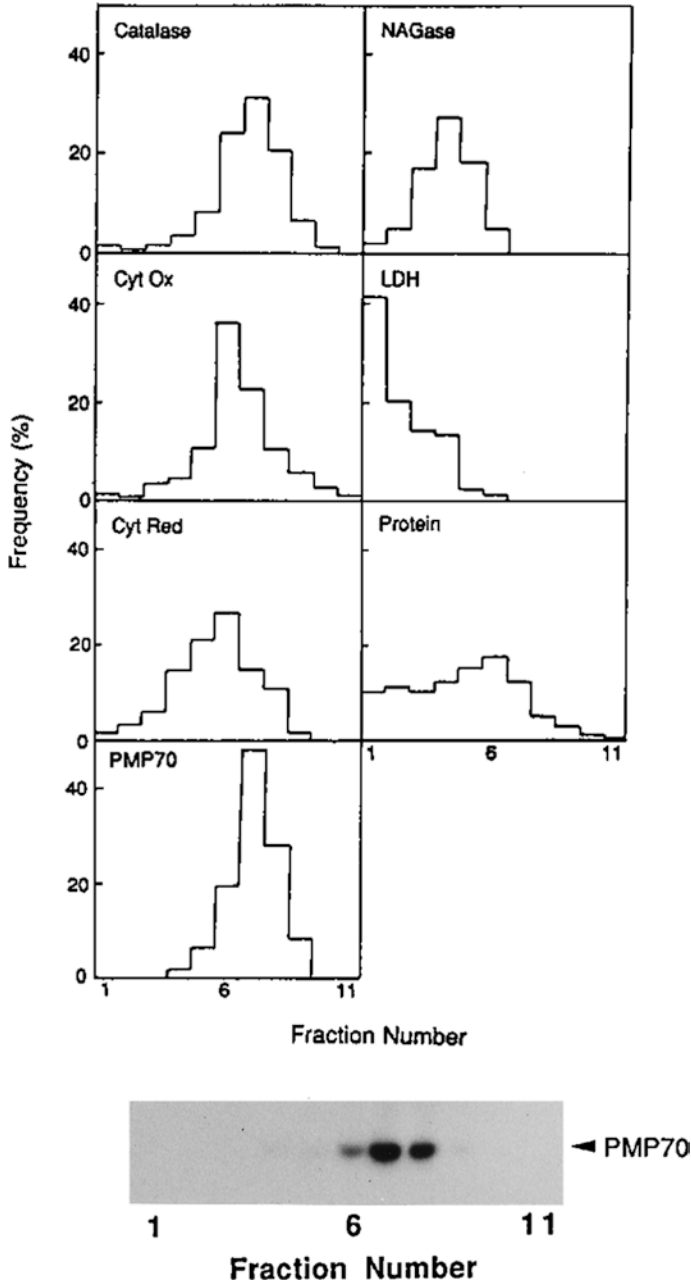 Catalase NAGase
40
20
0
Cyt Ox LDH
40
20
0
Cyt Red Protein
40
20
0
1 6 11
PMP70
40
20
0
1 6 11
Frequency (%)
Fraction Number
PMP70
1 6 11
Fraction Number